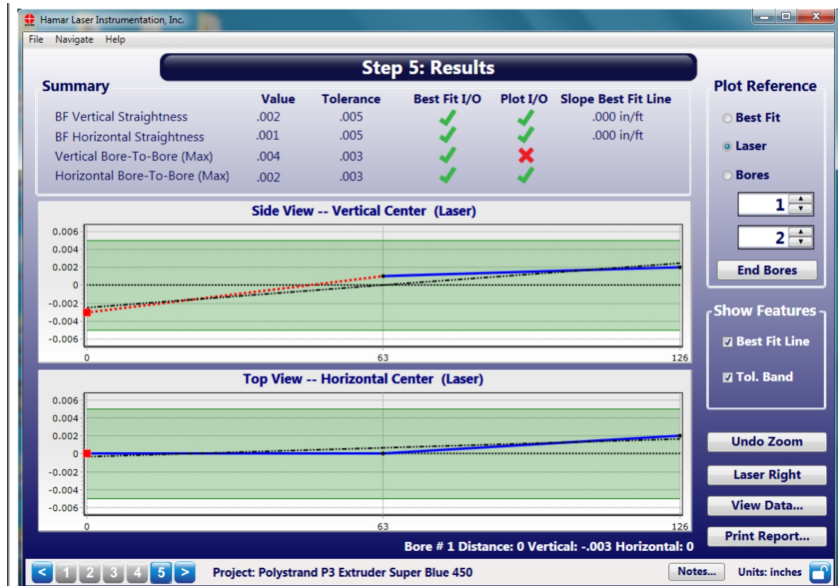 Hamar Laser Instrumentation, Inc.
File Navigate Help
Step 5: Results
Summary
Value Tolerance Best Fit I/O Plot I/O Slope Best Fit Line
BF Vertical Straightness .002 .005 .000 in/ft
BF Horizontal Straightness .001 .005 .000 in/ft
Vertical Bore-To-Bore (Max) .004 .003
Horizontal Bore-To-Bore (Max) .002 .003
Plot Reference
Best Fit
Laser
Bores
1
2
End Bores
Show Features
Best Fit Line
Tol. Band
Side View -- Vertical Center (Laser)
0.006
0.004
0.002
0
-0.002
-0.004
-0.006
0 63 126
Top View -- Horizontal Center (Laser)
0.006
0.004
0.002
0
-0.002
-0.004
-0.006
0 63 126
Undo Zoom
Laser Right
View Data...
Print Report...
Bore # 1 Distance: 0 Vertical: -.003 Horizontal: 0
< 1 2 3 4 5 > Project: Polystrand P3 Extruder Super Blue 450 Notes... Units: inches